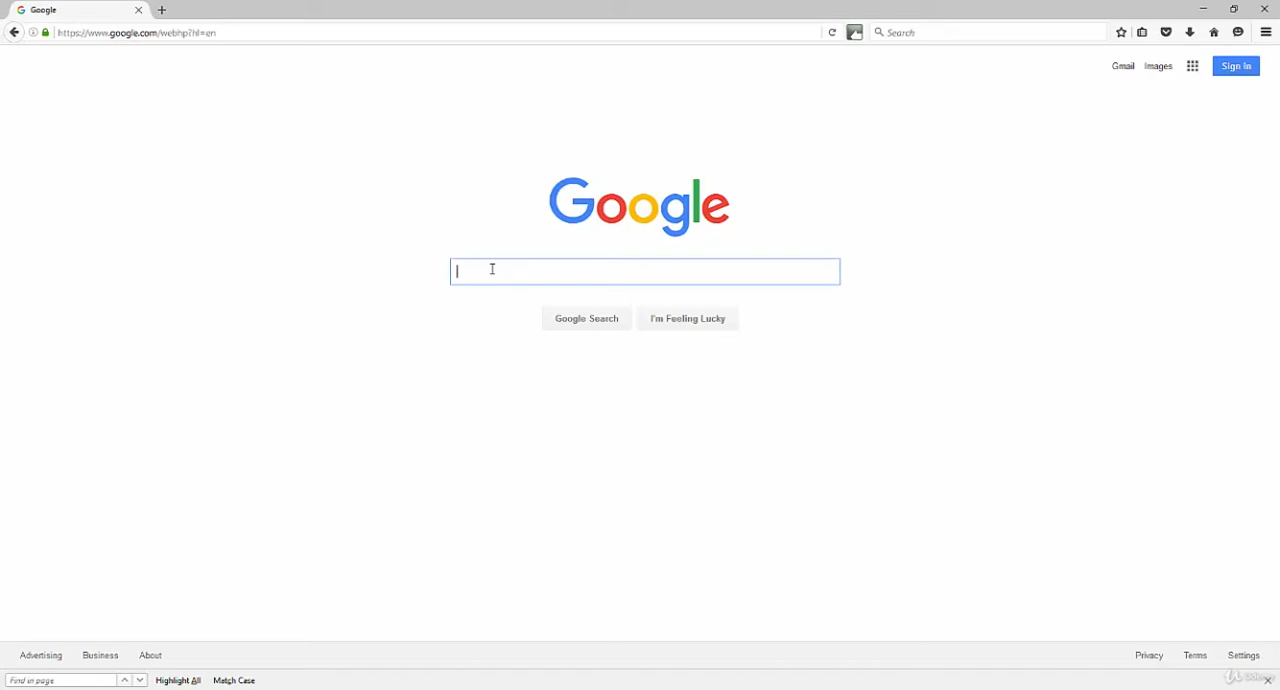 Google
https://www.google.com/webhp?hl=en
Search
Gmail Images Sign in
Google
Google Search I'm Feeling Lucky
Advertising Business About Privacy Terms Settings
Find in page Highlight All Match Case
Udemy